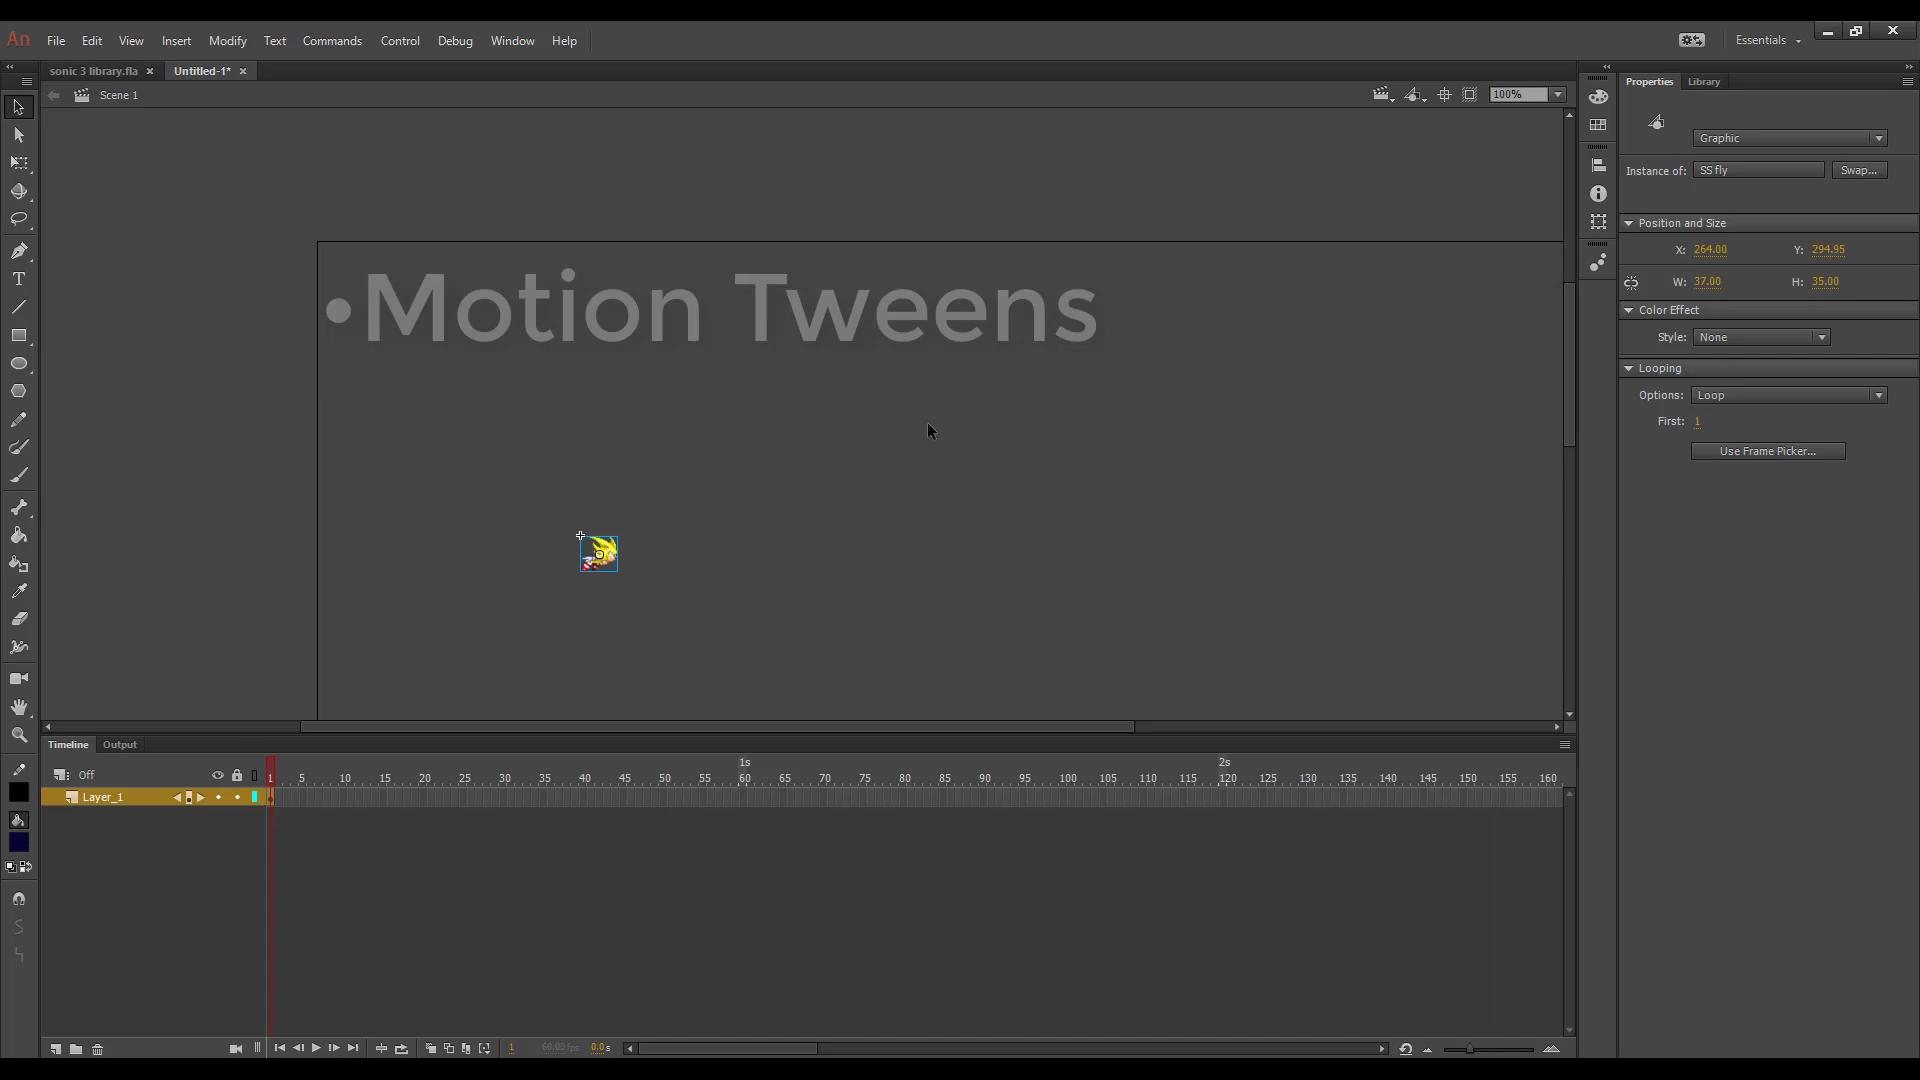 An File Edit View Insert Modify Text Commands Control Debug Window Help Essentials
sonic 3 library.fla Untitled-1* Properties Library
Scene 1 100%
Graphic
Instance of: SS fly Swap...
Position and Size
X: 264.00 Y: 294.95
W: 37.00 H: 35.00
Color Effect
Style: None
Looping
Options: Loop
First: 1
Use Frame Picker...
•Motion Tweens
Timeline Output
1s 2s
Off 1 5 10 15 20 25 30 35 40 45 50 55 60 65 70 75 80 85 90 95 100 105 110 115 120 125 130 135 140 145 150 155 160
Layer_1
1 60.00 fps 0.0 s